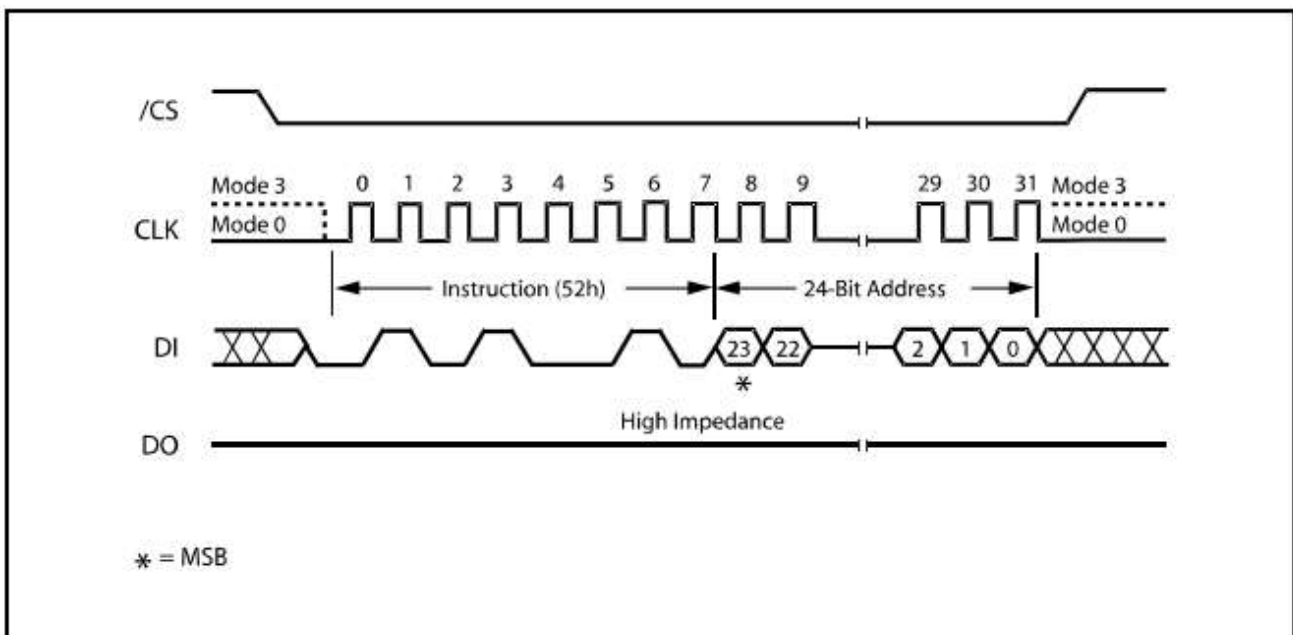 /CS
Mode 3 0 1 2 3 4 5 6 7 8 9 29 30 31 Mode 3
CLK Mode 0 Mode 0
Instruction (52h) 24-Bit Address
DI 23 22 2 1 0
*
High Impedance
DO
* = MSB